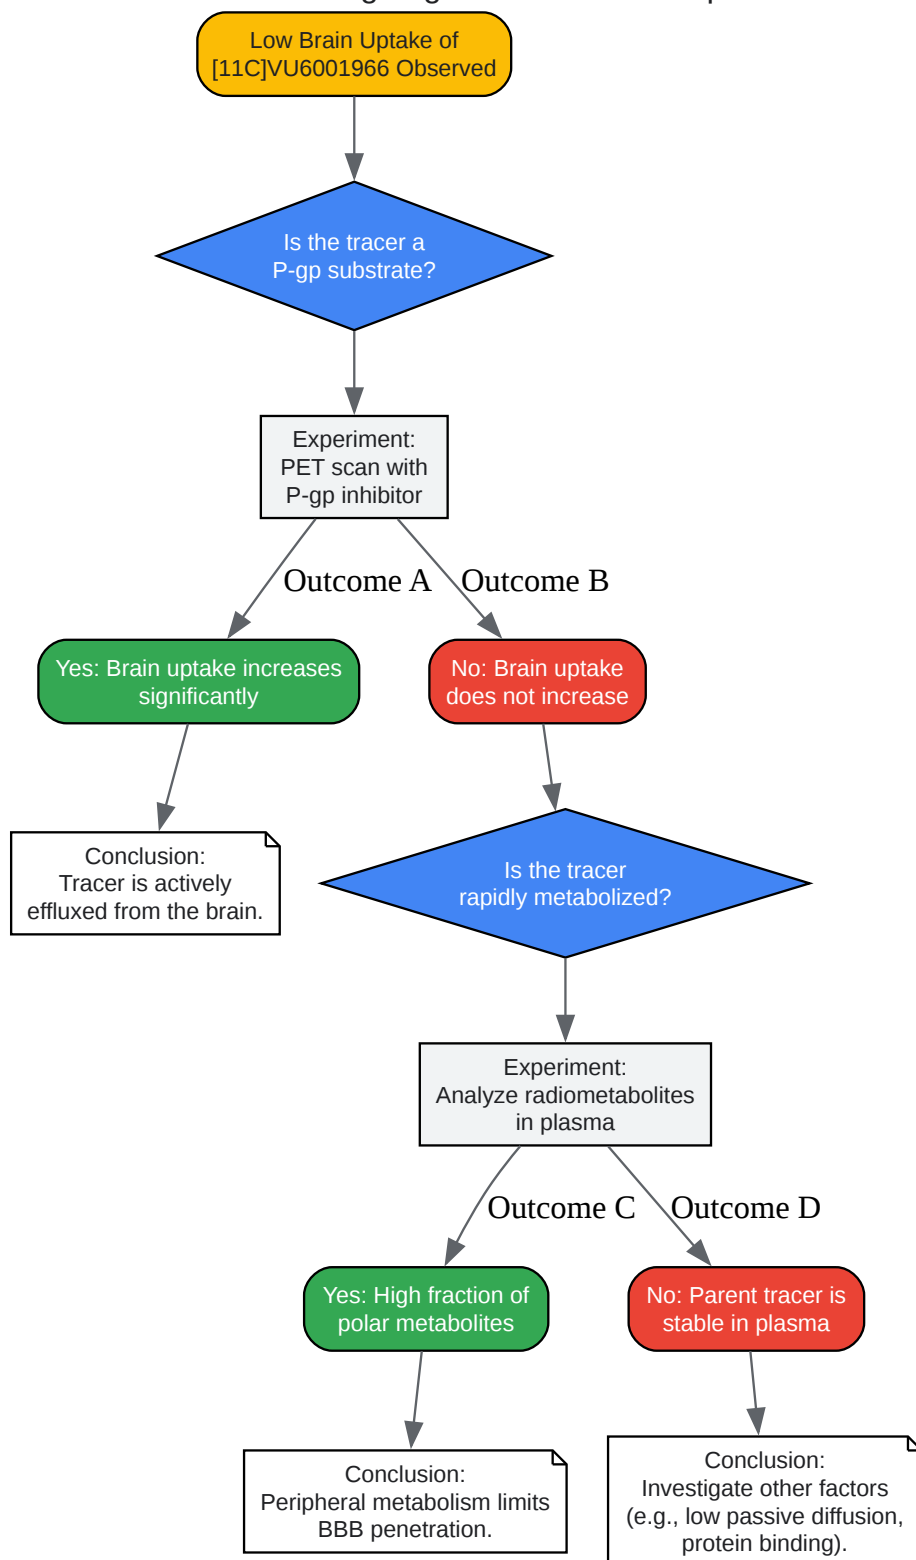 Low Brain Uptake of
[11C]VU6001966 Observed
Is the tracer a
P-gp substrate?
Experiment:
PET scan with
P-gp inhibitor
Outcome A
Outcome B
Yes: Brain uptake increases
significantly
No: Brain uptake
does not increase
Conclusion:
Tracer is actively
effluxed from the brain.
Is the tracer
rapidly metabolized?
Experiment:
Analyze radiometabolites
in plasma
Outcome C
Outcome D
Yes: High fraction of
polar metabolites
No: Parent tracer is
stable in plasma
Conclusion:
Peripheral metabolism limits
BBB penetration.
Conclusion:
Investigate other factors
(e.g., low passive diffusion,
protein binding).